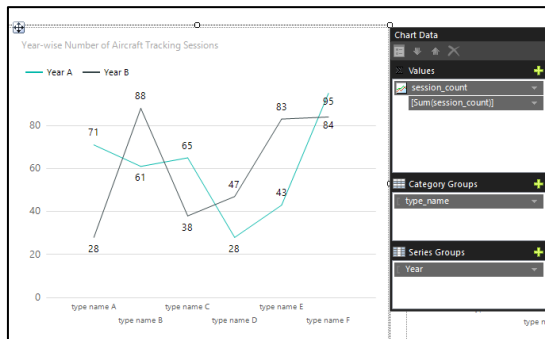 Year-wise Number of Aircraft Tracking Sessions
Year A Year B
71
88
65
83
95
80
84
61
60
47
43
40
38
28
28
20
0
type name A type name C type name E
type name B type name D type name F
Chart Data
Values
session_count
[Sum(session_count)]
Category Groups
type_name
Series Groups
Year